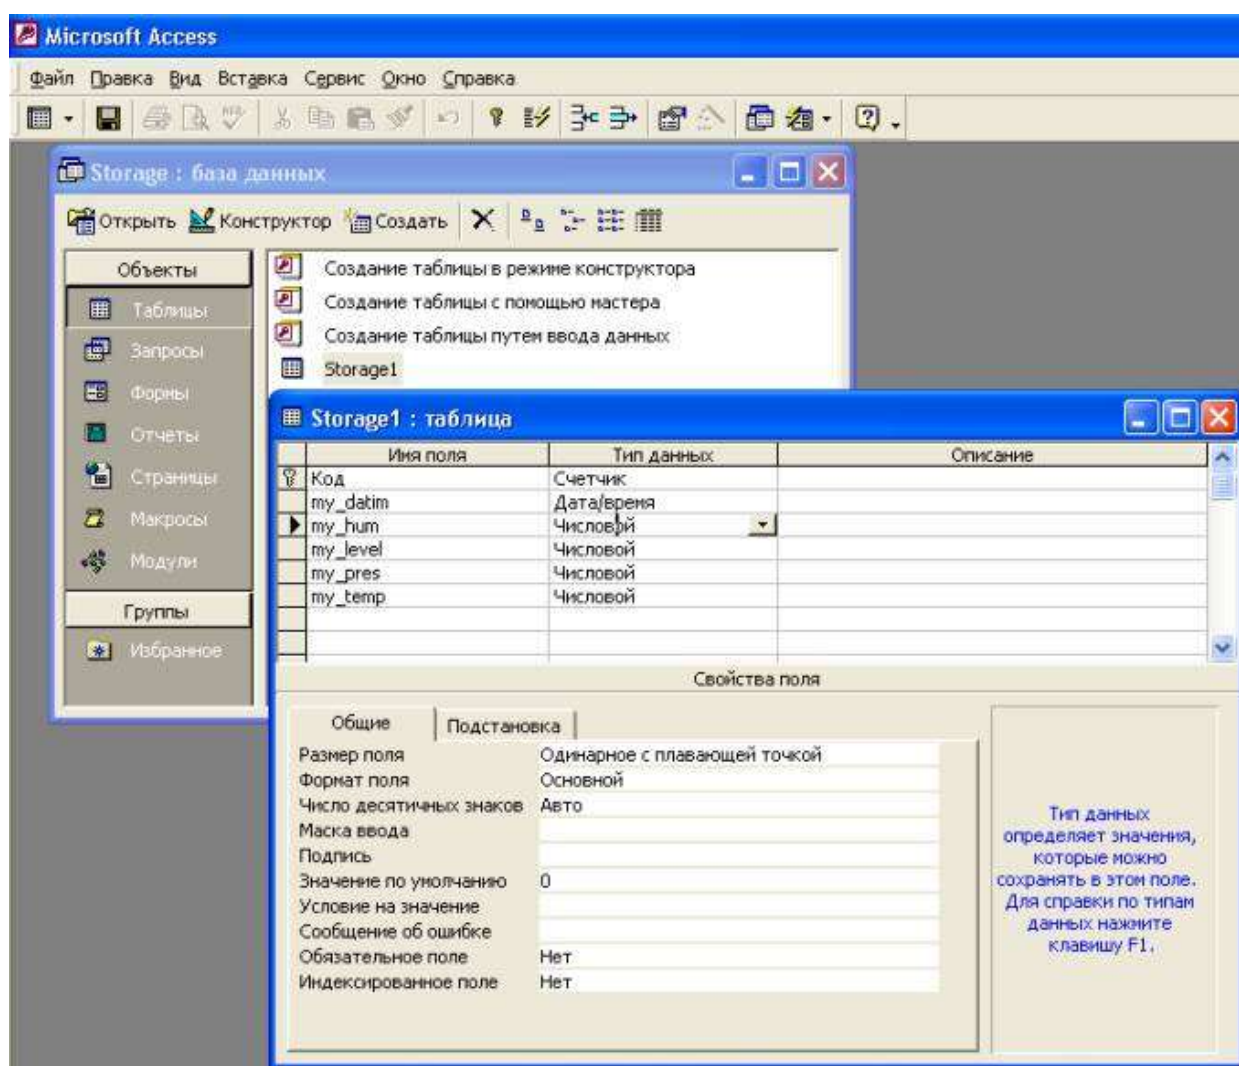 Microsoft Access
Файл Правка Вид Вставка Сервис Окно Справка
Storage : база данных
Открыть Конструктор Создать
Объекты
Таблицы
Запросы
Формы
Отчеты
Страницы
Макросы
Модули
Группы
Избранное
Создание таблицы в режиме конструктора
Создание таблицы с помощью мастера
Создание таблицы путем ввода данных
Storage1
Storage1 : таблица
Имя поля Тип данных Описание
Код Счетчик
my_datim Дата/время
my_hum Числовой
my_level Числовой
my_pres Числовой
my_temp Числовой
Свойства поля
Общие Подстановка
Размер поля Одинарное с плавающей точкой
Формат поля Основной
Число десятичных знаков Авто
Маска ввода
Подпись
Значение по умолчанию 0
Условие на значение
Сообщение об ошибке
Обязательное поле Нет
Индексированное поле Нет
Тип данных
определяет значения,
которые можно
сохранять в этом поле.
Для справки по типам
данных нажмите
клавишу F1.